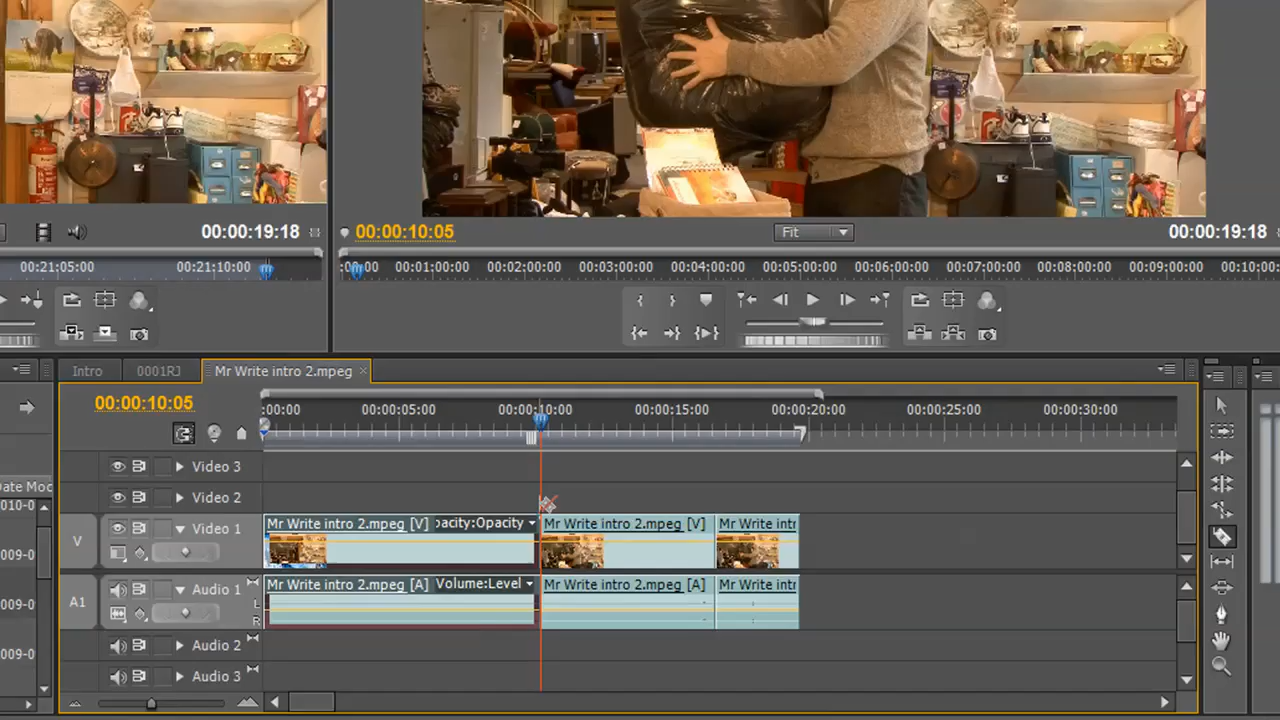 00:00:19:18
00:00:10:05
Fit
00:00:19:18
00:21:05:00 00:21:10:00
:00:00 00:01:00:00 00:02:00:00 00:03:00:00 00:04:00:00 00:05:00:00 00:06:00:00 00:07:00:00 00:08:00:00 00:09:00:00 00:10:00:
Intro 0001RJ Mr Write intro 2.mpeg
00:00:10:05
:00:00 00:00:05:00 00:00:10:00 00:00:15:00 00:00:20:00 00:00:25:00 00:00:30:00
Video 3
Date Moc
010-0
Video 2
V Video 1
Mr Write intro 2.mpeg [V] pacity:Opacity Mr Write intro 2.mpeg [V] Mr Write intr
009-0
A1 Audio 1
L
R
Mr Write intro 2.mpeg [A] Volume:Level Mr Write intro 2.mpeg [A] Mr Write intr
009-0
Audio 2
009-0
Audio 3